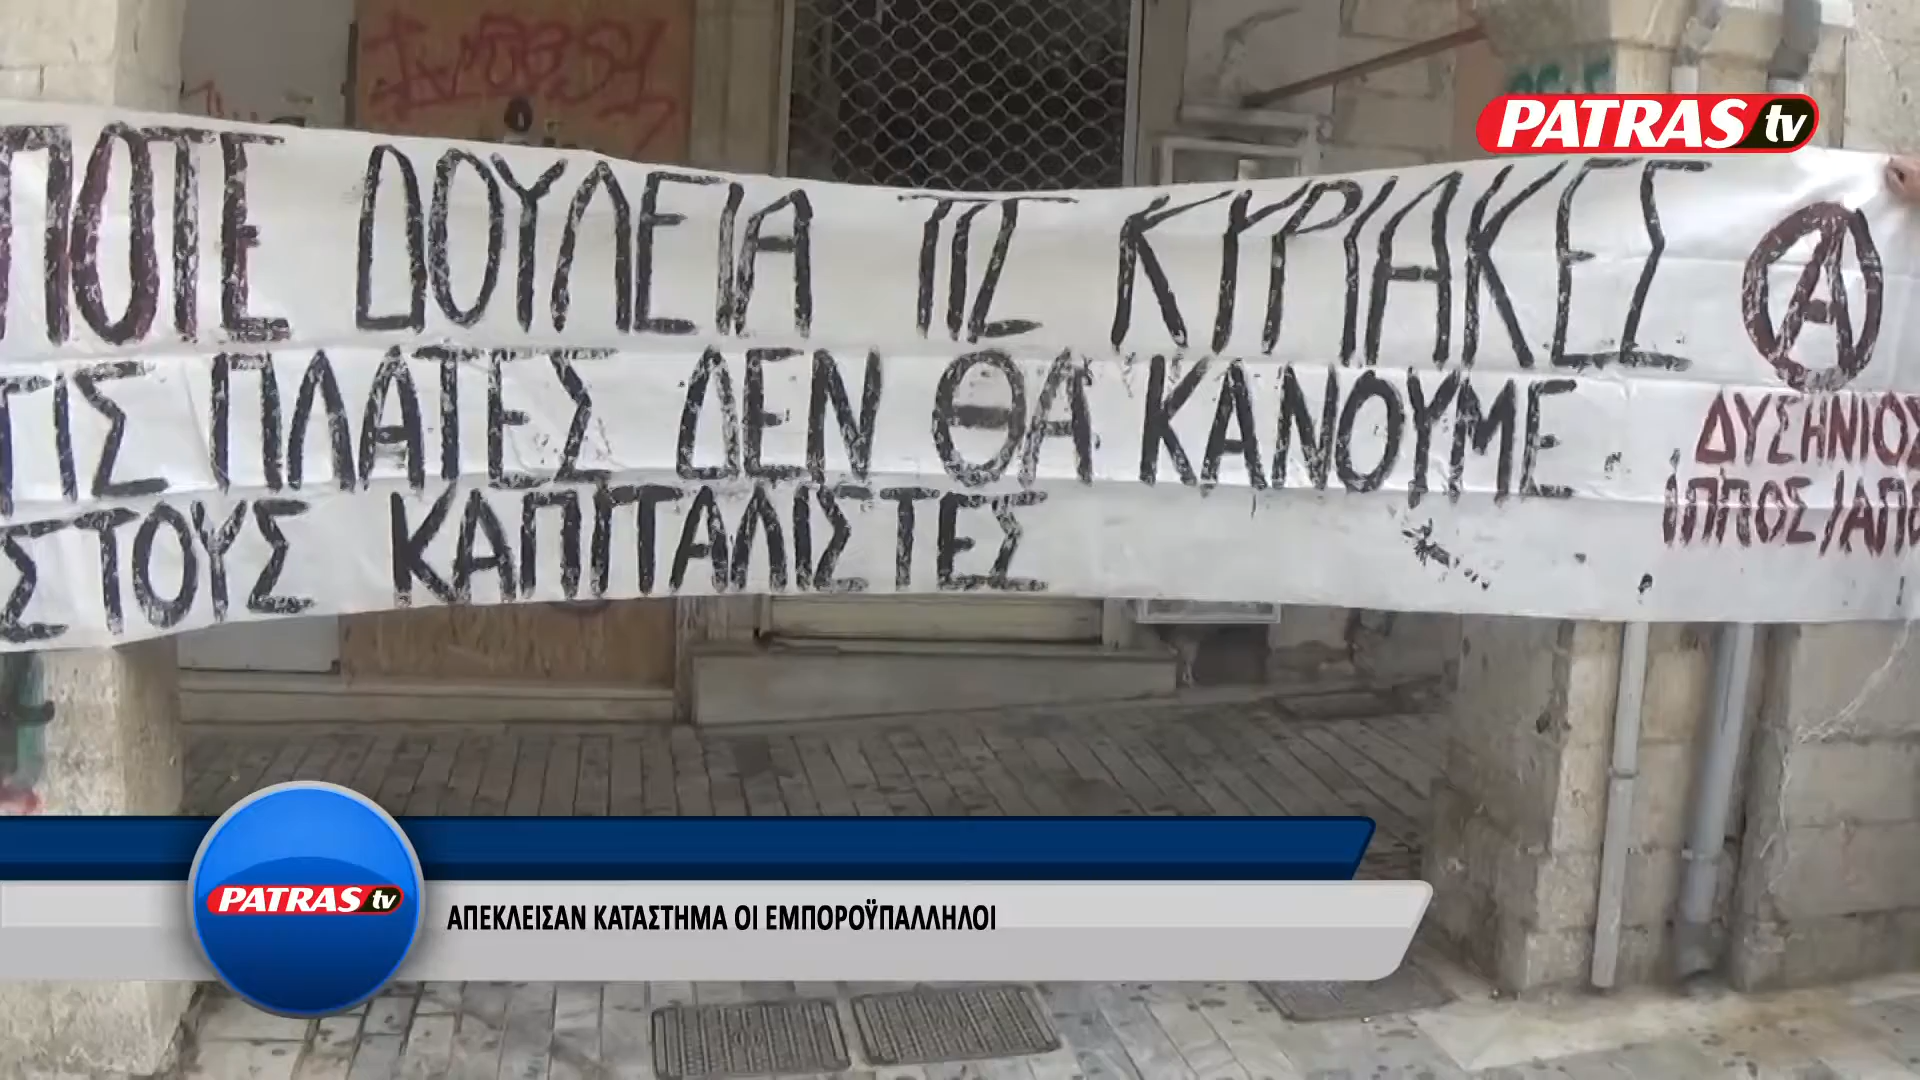 PATRAS tv
ΠΟΤΕ ΔΟΥΛΕΙΑ ΤΙΣ ΚΥΡΙΑΚΕΣ
ΤΙΣ ΠΛΑΤΕΣ ΔΕΝ ΘΑ ΚΑΝΟΥΜΕ
ΣΤΟΥΣ ΚΑΠΙΤΑΛΙΣΤΕΣ
Α
ΔΥΣΗΝΙΟΣ
ΙΠΠΟΣ/ΑΠΟ
PATRAS tv
ΑΠΕΚΛΕΙΣΑΝ ΚΑΤΑΣΤΗΜΑ ΟΙ ΕΜΠΟΡΟΫΠΑΛΛΗΛΟΙ